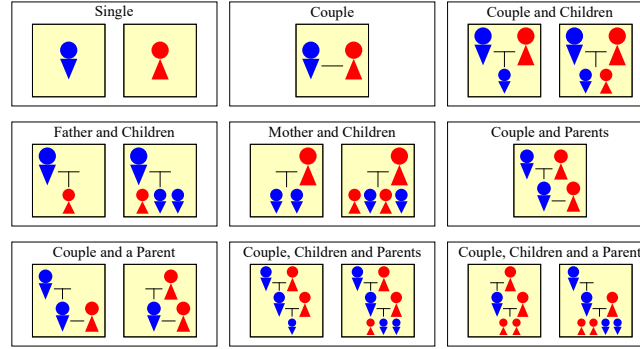 Single
Couple
Couple and Children
Father and Children
Mother and Children
Couple and Parents
Couple and a Parent
Couple, Children and Parents
Couple, Children and a Parent